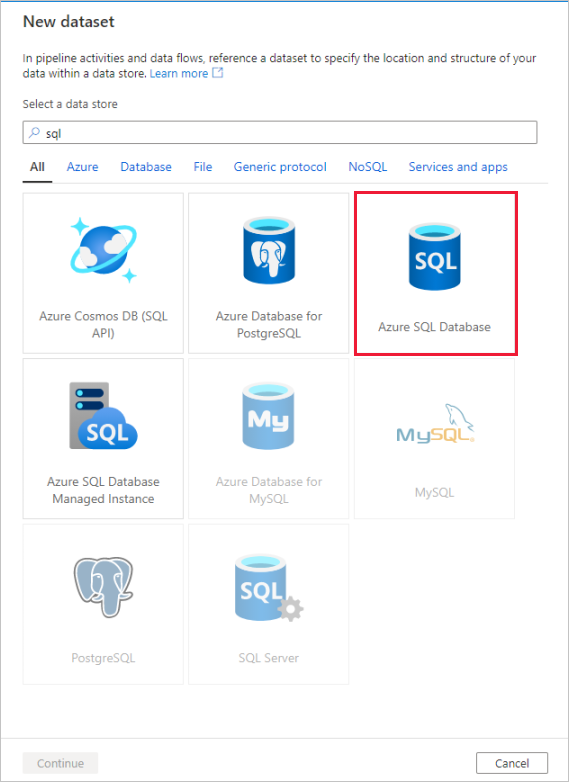 New dataset
In pipeline activities and data flows, reference a dataset to specify the location and structure of your
data within a data store. Learn more
Select a data store
sql
All Azure Database File Generic protocol NoSQL Services and apps
SQL
Azure Cosmos DB (SQL
API)
Azure Database for
PostgreSQL
Azure SQL Database
SQL
My
MySQL
Azure SQL Database
Managed Instance
Azure Database for
MySQL
MySQL
SQL
PostgreSQL
SQL Server
Continue Cancel